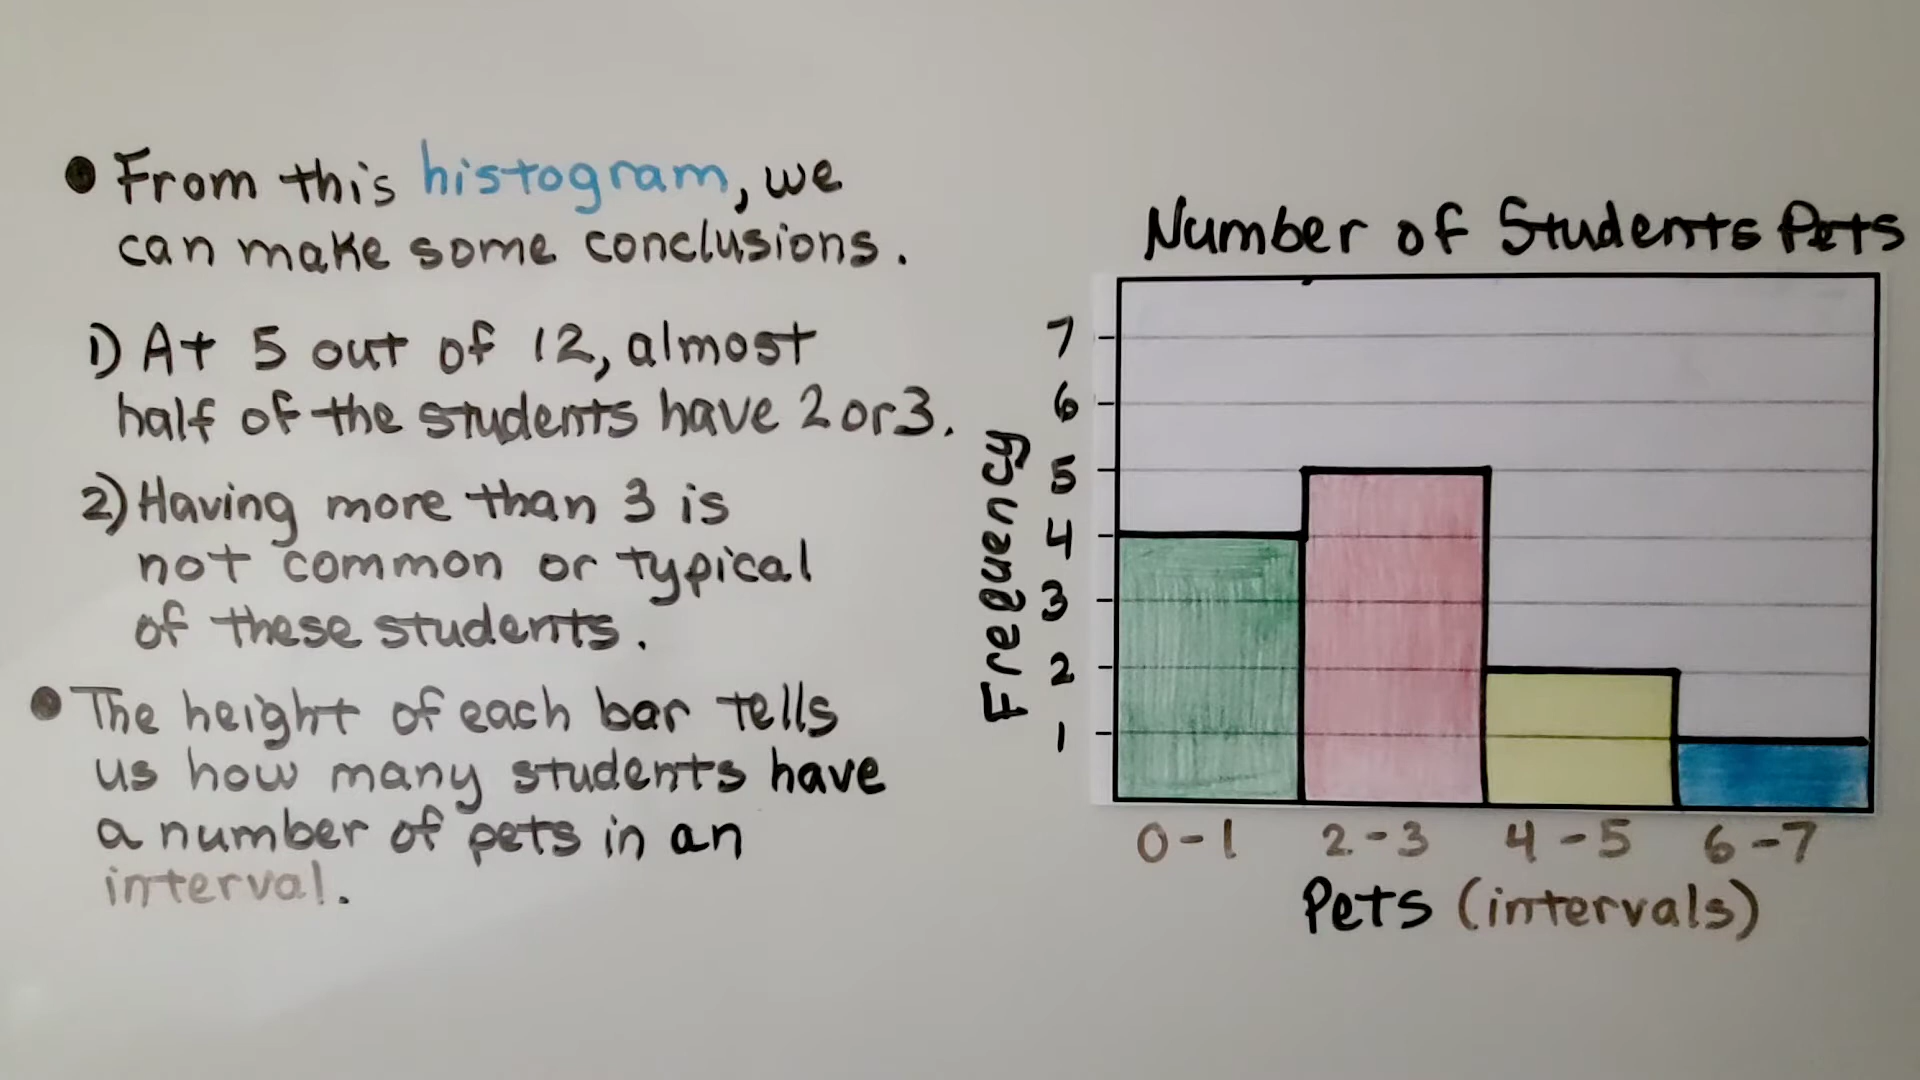 ● From this histogram, we
can make some conclusions.
1) At 5 out of 12, almost
half of the students have 2 or 3.
2) Having more than 3 is
not common or typical
of these students.
● The height of each bar tells
us how many students have
a number of pets in an
interval.
Number of Students Pets
Frequency
7
6
5
4
3
2
1
0-1 2-3 4-5 6-7
Pets (intervals)